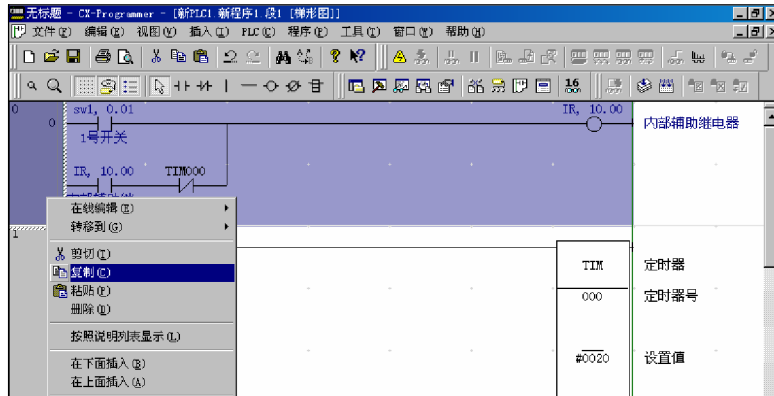 无标题 - CX-Programmer - [新PLC1.新程序1.段1 [梯形图]]
文件(F) 编辑(E) 视图(V) 插入(I) PLC(C) 程序(P) 工具(T) 窗口(W) 帮助(H)
16
0 0 sw1, 0.01 IR, 10.00 内部辅助继电器
1号开关
IR, 10.00 TIM000
在线编辑(E)
转移到(G)
1
剪切(T)
TIM 定时器
复制(C)
粘贴(P)
000 定时器号
删除(D)
按照说明列表显示(L)
#0020 设置值
在下面插入(B)
在上面插入(A)